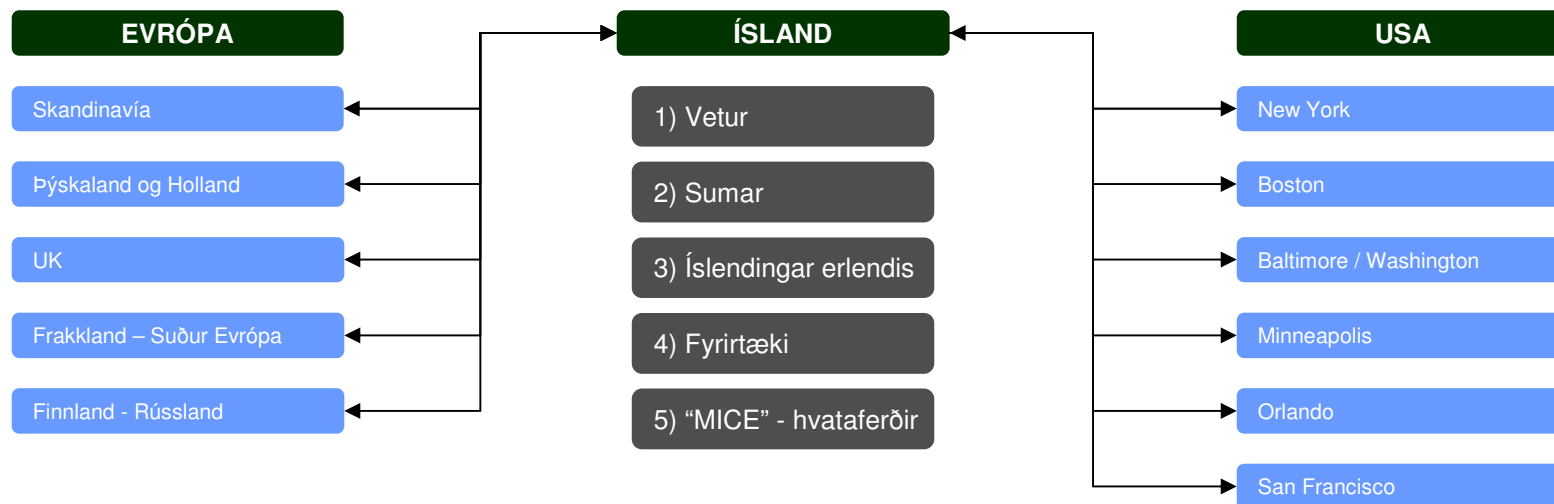 EVRÓPA
Skandinavía
Þýskaland og Holland
UK
Frakkland – Suður Evrópa
Finnland - Rússland
ÍSLAND
1) Vetur
2) Sumar
3) Íslendingar erlendis
4) Fyrirtæki
5) “MICE” - hvataferðir
USA
New York
Boston
Baltimore / Washington
Minneapolis
Orlando
San Francisco